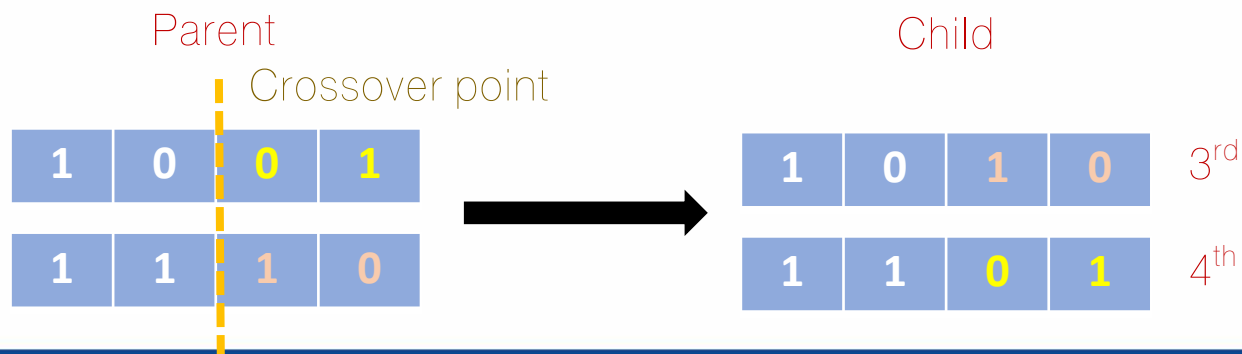 Parent
Child
Crossover point
1 0 0 1
1 0 1 0 3rd
1 1 1 0
1 1 0 1 4th